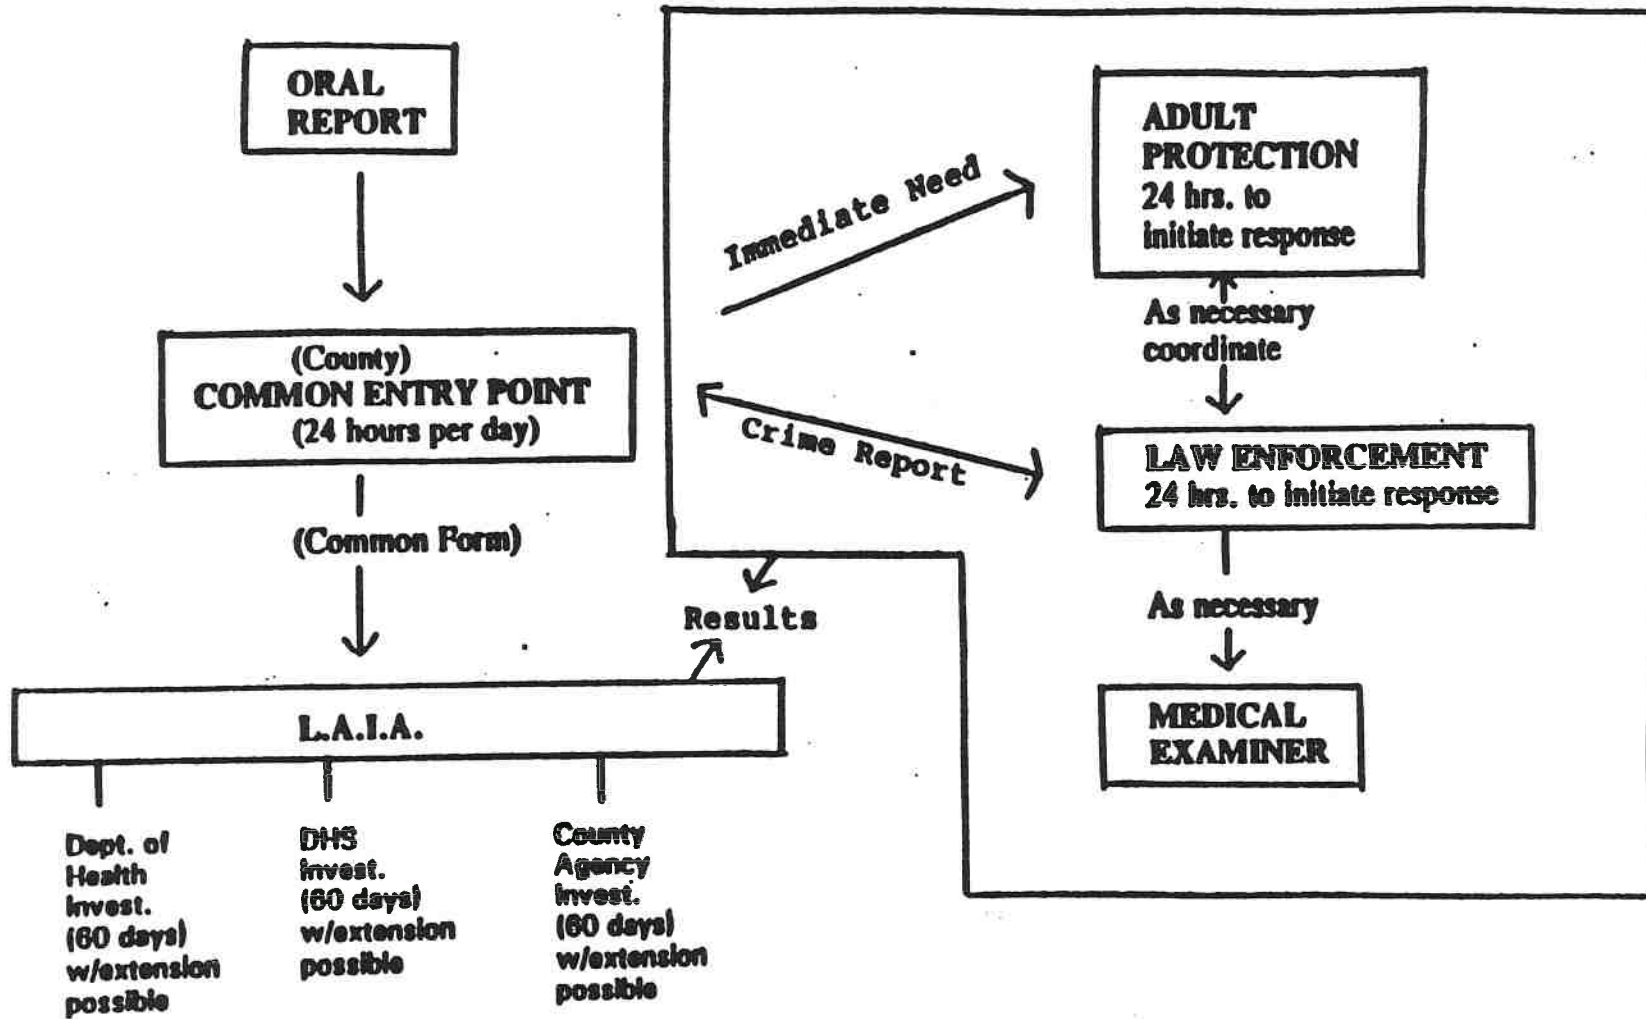 ORAL
REPORT
(County)
COMMON ENTRY POINT
(24 hours per day)
(Common Form)
Immediate Need
Crime Report
ADULT
PROTECTION
24 hrs. to
initiate response
As necessary
coordinate
LAW ENFORCEMENT
24 hrs. to initiate response
As necessary
MEDICAL
EXAMINER
Results
L.A.I.A.
Dept. of
Health
Invest.
(60 days)
w/extension
possible
DHS
Invest.
(60 days)
w/extension
possible
County
Agency
Invest.
(60 days)
w/extension
possible